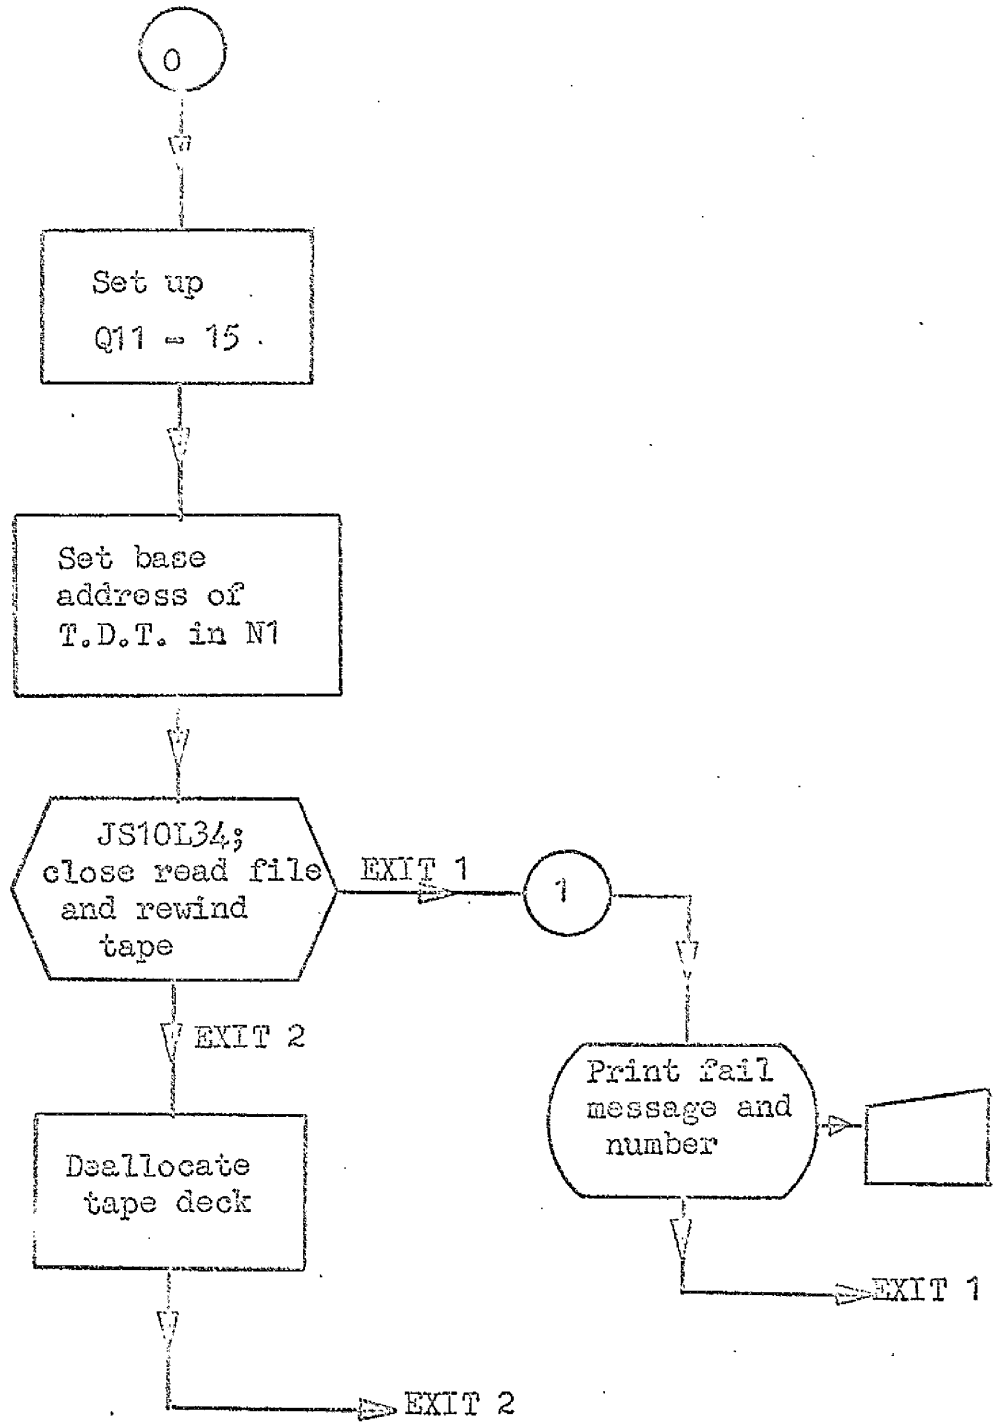 0
Set up
Q11 - 15.
Set base
address of
T.D.T. in N1
JS10L34;
close read file
and rewind
tape
EXIT 1
1
EXIT 2
Print fail
message and
number
Deallocate
tape deck
EXIT 1
EXIT 2